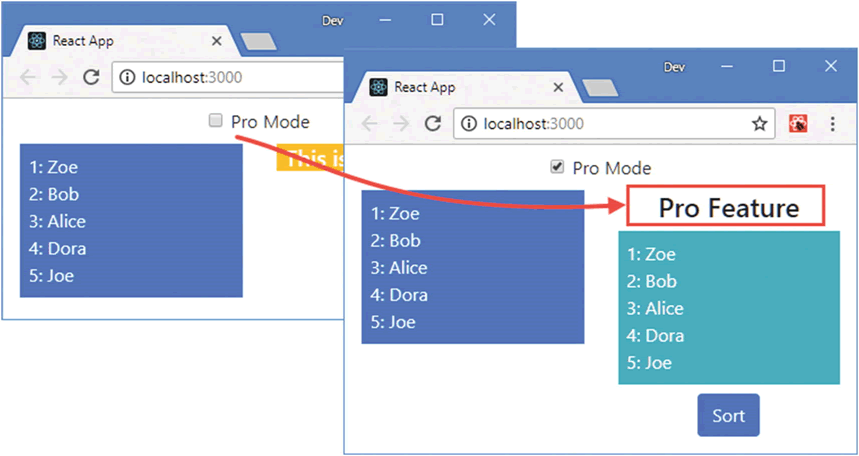 Dev
React App
localhost:3000
Pro Mode
1: Zoe
2: Bob
3: Alice
4: Dora
5: Joe
This is
Dev
React App
localhost:3000
Pro Mode
1: Zoe
2: Bob
3: Alice
4: Dora
5: Joe
Pro Feature
1: Zoe
2: Bob
3: Alice
4: Dora
5: Joe
Sort